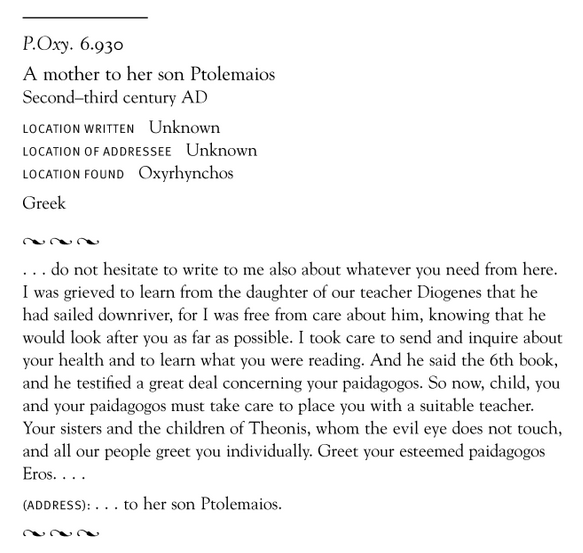 P.Oxy. 6.930
A mother to her son Ptolemaios
Second–third century AD
LOCATION WRITTEN Unknown
LOCATION OF ADDRESSEE Unknown
LOCATION FOUND Oxyrhynchos
Greek
. . . do not hesitate to write to me also about whatever you need from here.
I was grieved to learn from the daughter of our teacher Diogenes that he
had sailed downriver, for I was free from care about him, knowing that he
would look after you as far as possible. I took care to send and inquire about
your health and to learn what you were reading. And he said the 6th book,
and he testified a great deal concerning your paidagogos. So now, child, you
and your paidagogos must take care to place you with a suitable teacher.
Your sisters and the children of Theonis, whom the evil eye does not touch,
and all our people greet you individually. Greet your esteemed paidagogos
Eros. . . .
(ADDRESS): . . . to her son Ptolemaios.